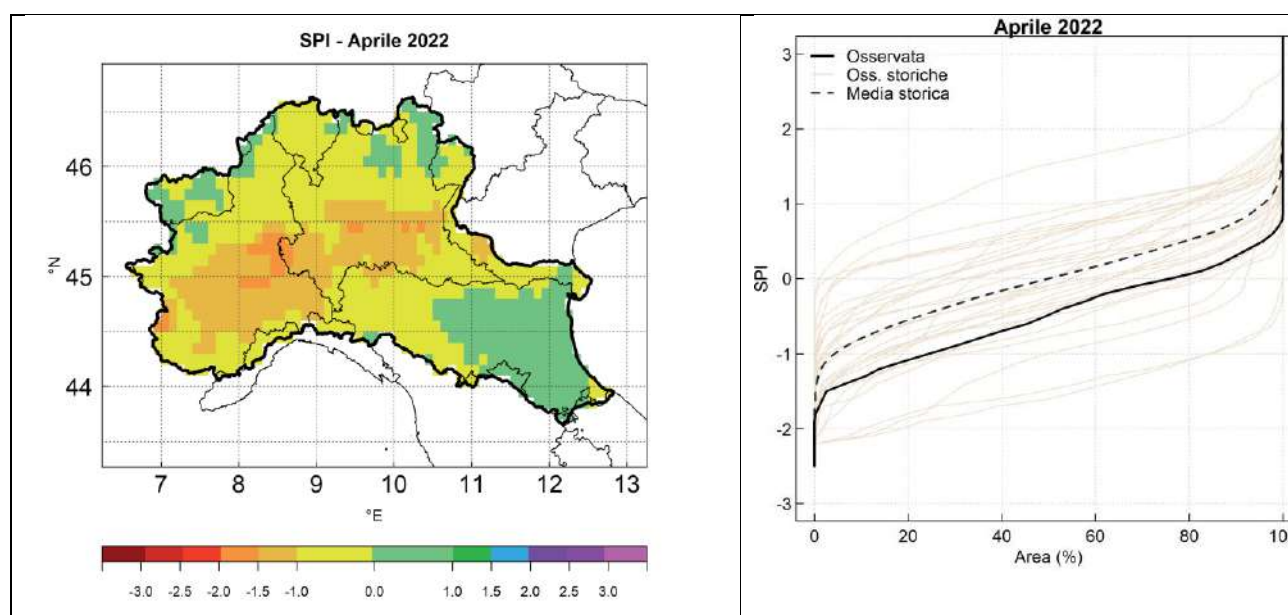 SPI - Aprile 2022
46
45
44
°N
7 8 9 10 11 12 13
°E
-3.0 -2.5 -2.0 -1.5 -1.0 0.0 1.0 1.5 2.0 2.5 3.0
Aprile 2022
Osservata
Oss. storiche
Media storica
3
2
1
0
-1
-2
-3
SPI
0 20 40 60 80 10
Area (%)